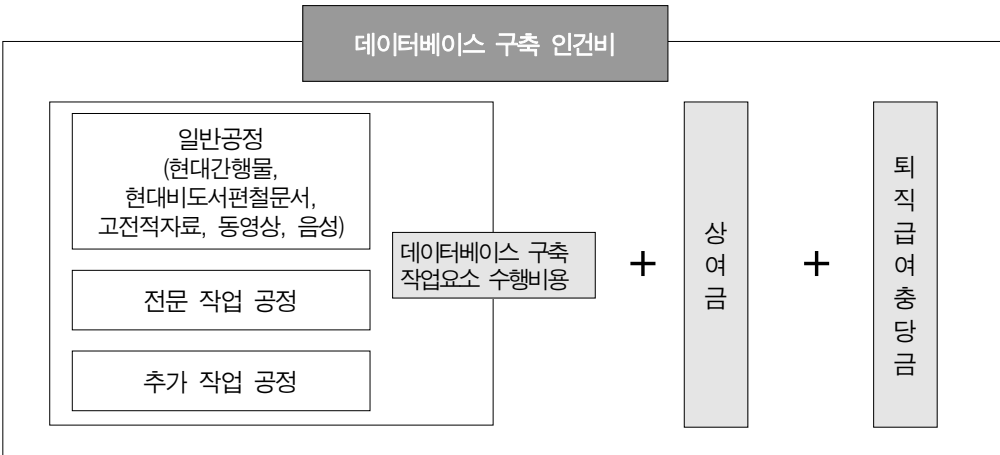 데이터베이스 구축 인건비
일반공정
(현대간행물,
현대비도서편철문서,
고전적자료, 동영상, 음성)
전문 작업 공정
추가 작업 공정
데이터베이스 구축
작업요소 수행비용
+
상여금
+
퇴직급여충당금